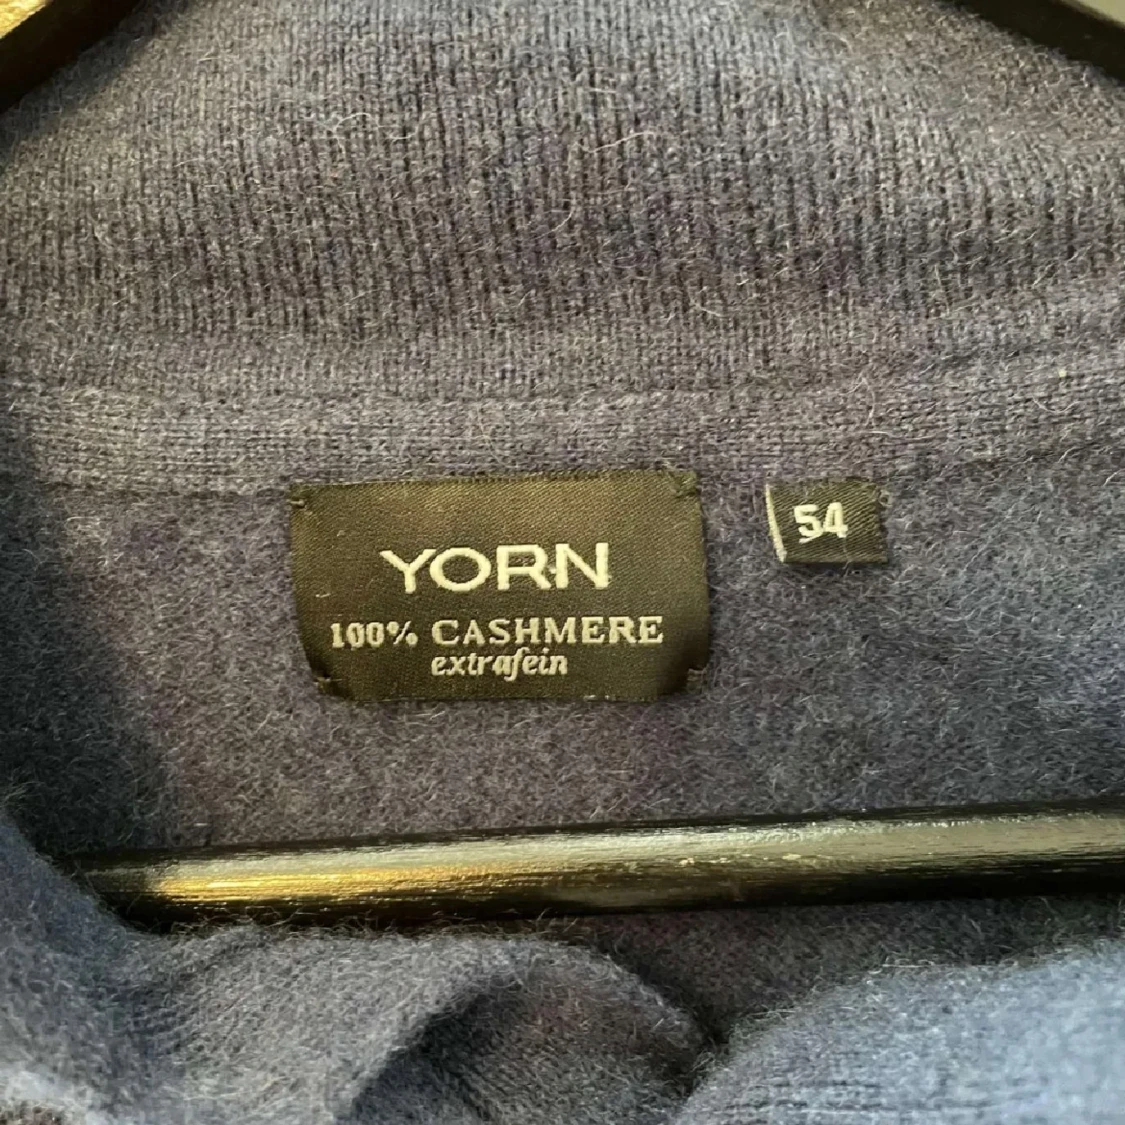 YORN
100% CASHMERE
extrafein
54